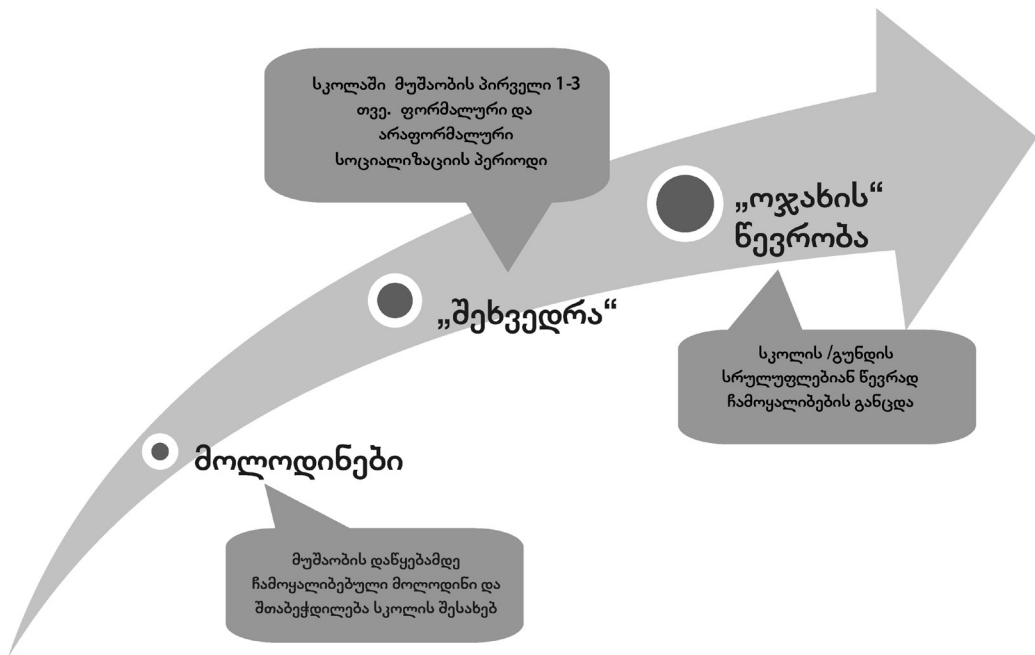 სკოლაში მუშაობის პირველი 1-3
თვე. ფორმალური და
არაფორმალური
სოციალიზაციის პერიოდი
„ოჯახის“
წევრობა
„შეხვედრა“
სკოლის /გუნდის
სრულუფლებიან წევრად
ჩამოყალიბების განცდა
მოლოდინები
მუშაობის დაწყებამდე
ჩამოყალიბებული მოლოდინი და
შთაბეჭდილება სკოლის შესახებ